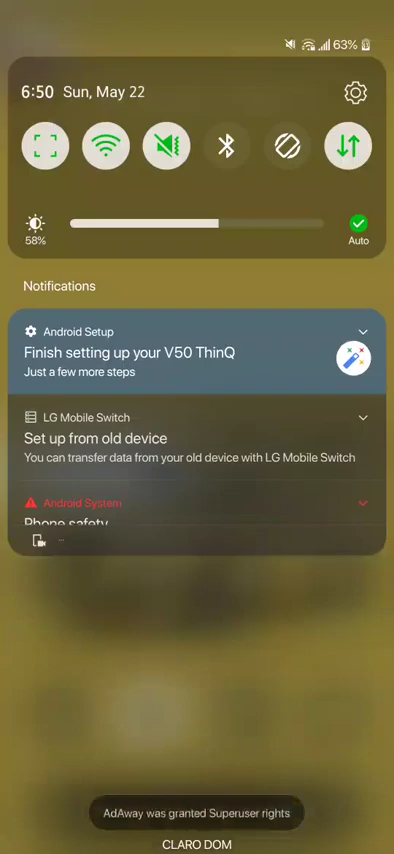 63%
6:50 Sun, May 22
58%
Auto
Notifications
Android Setup
Finish setting up your V50 ThinQ
Just a few more steps
LG Mobile Switch
Set up from old device
You can transfer data from your old device with LG Mobile Switch
Android System
Phone safety
AdAway was granted Superuser rights
CLARO DOM